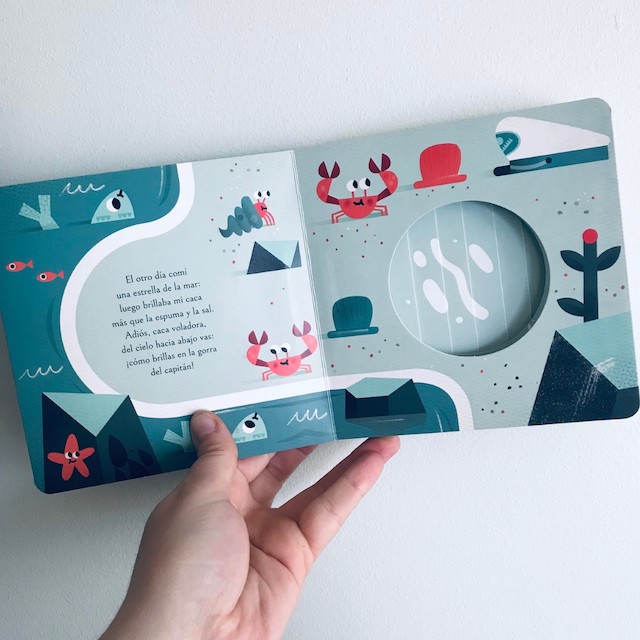 El otro día comí
una estrella de la mar:
luego brillaba mi caca
más que la espuma y la sal.
Adiós, caca voladora,
del cielo hacia abajo vas:
¡cómo brillas en la gorra
del capitán!